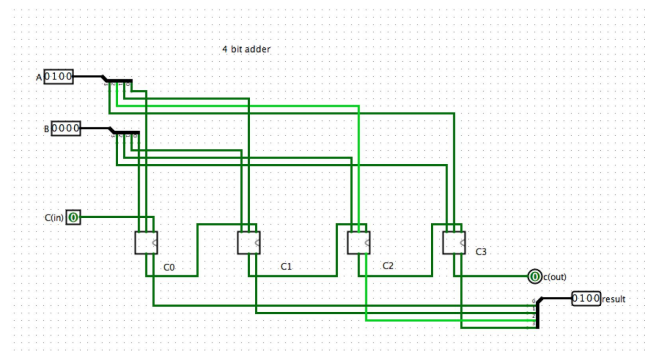 4 bit adder
A 0100
B 0000
C(in) 0
C0
C1
C2
C3
0 c(out)
0100 result